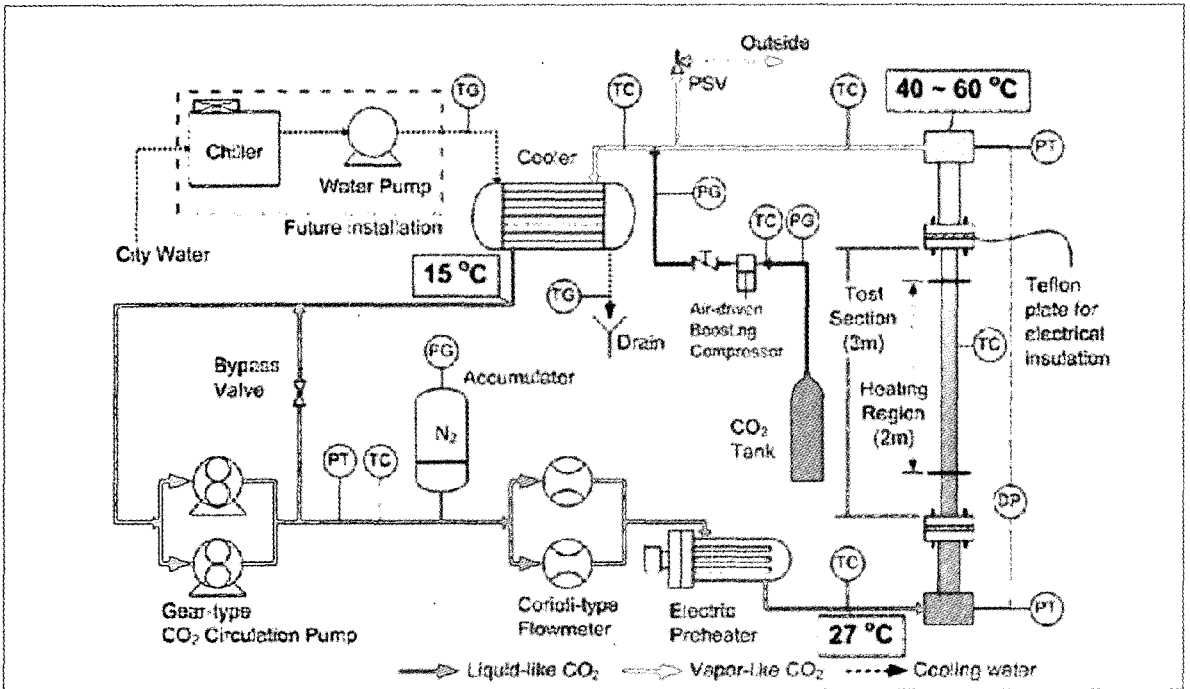 Outside
PSV
TG
TC
TC
40 ~ 60 °C
PT
Chiller
Water Pump
Future Installation
City Water
Cooler
PG
TC
PG
15 °C
TG
Drain
Air-driven
Boosting
Compressor
Test
Section
(3m)
Teflon
plate for
electrical
insulation
TC
Heating
Region
(2m)
CO₂
Tank
Bypass
Valve
PG
Accumulator
N₂
PT
TC
DP
Gear-type
CO₂ Circulation Pump
Corioli-type
Flowmeter
Electric
Preheater
TC
27 °C
PT
Liquid-like CO₂
Vapor-like CO₂
Cooling water